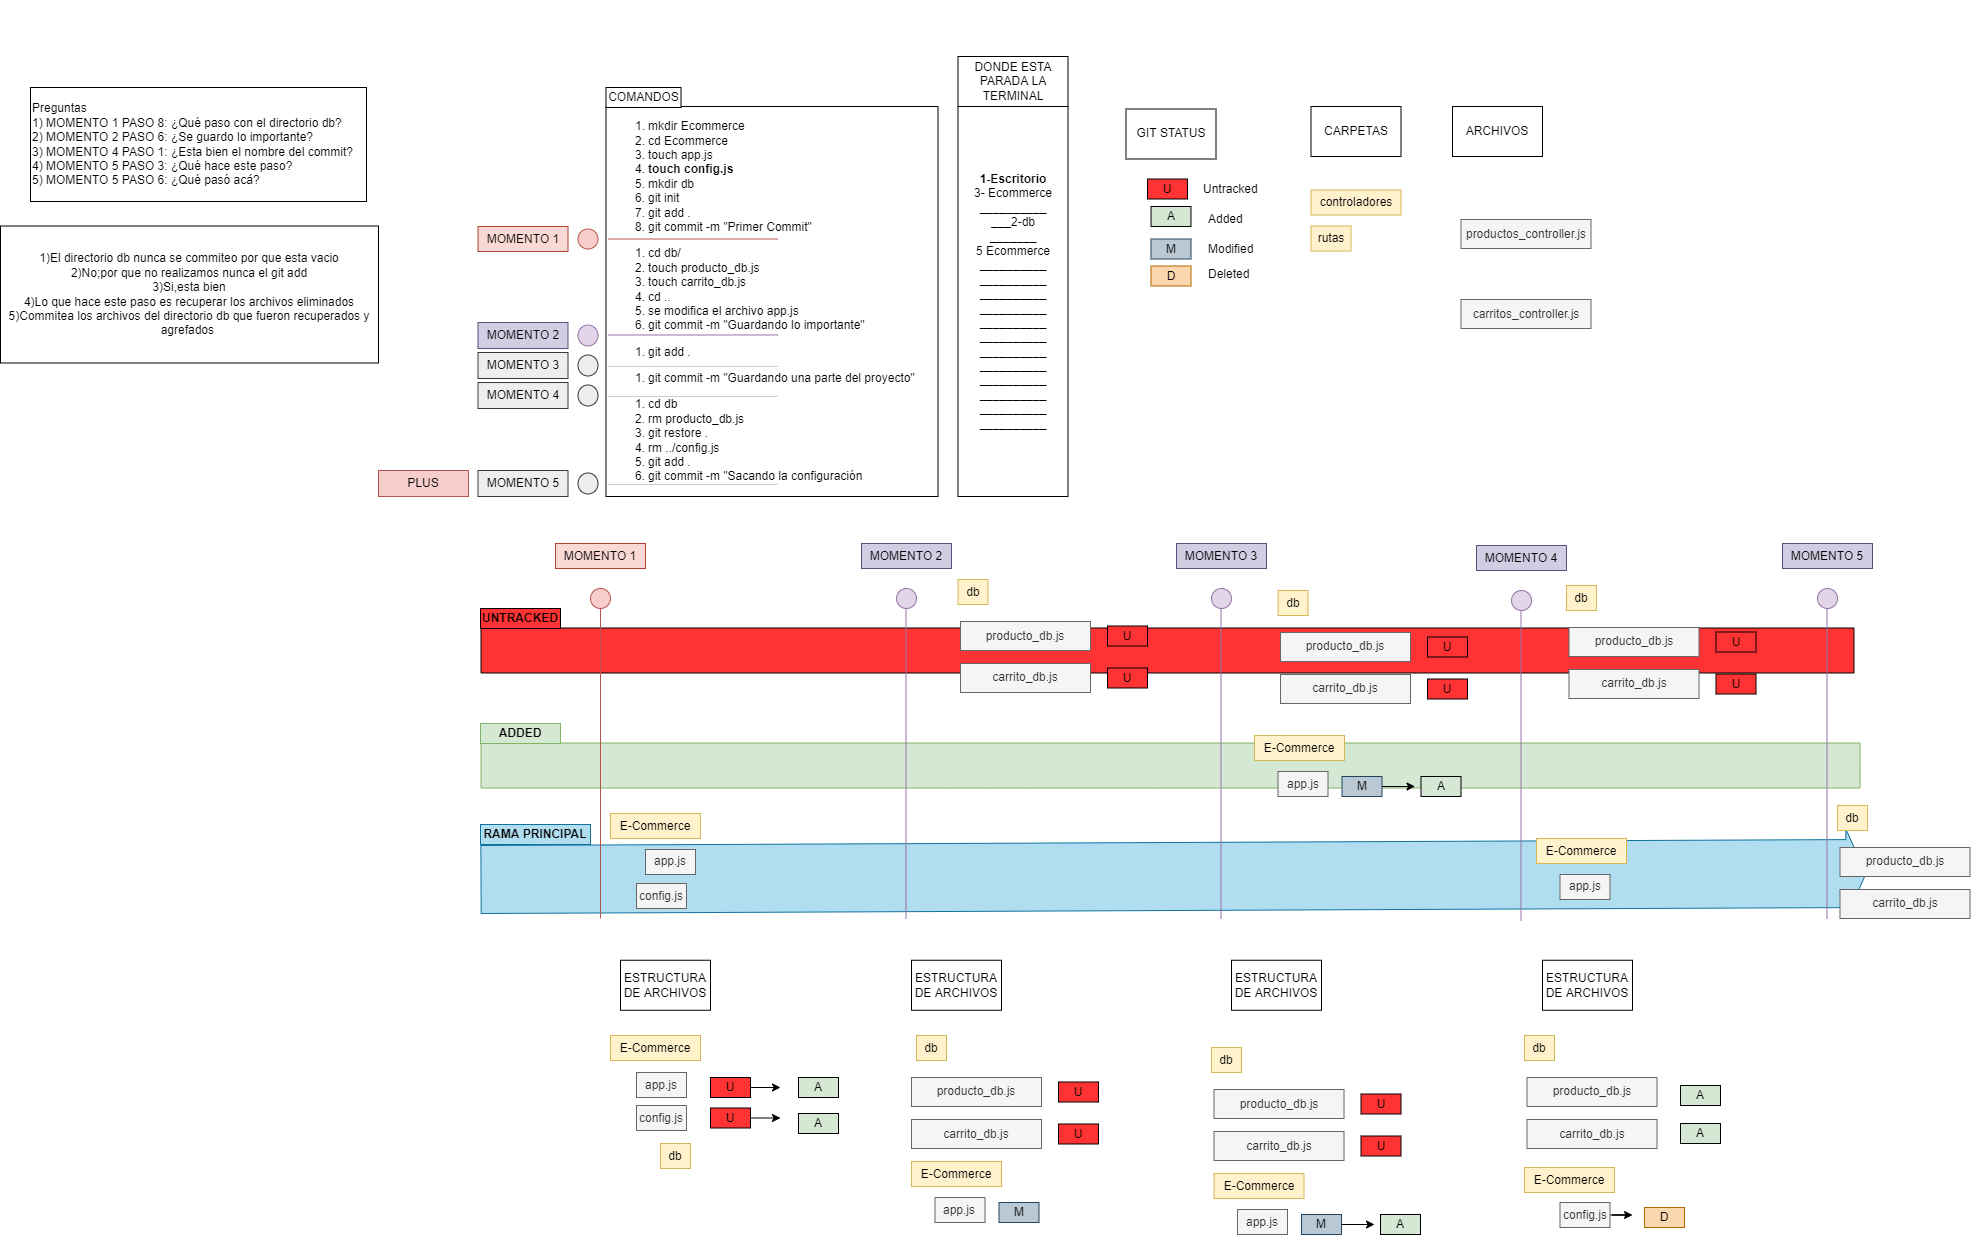 Preguntas
1) MOMENTO 1 PASO 8: ¿Qué paso con el directorio db?
2) MOMENTO 2 PASO 6: ¿Se guardo lo importante?
3) MOMENTO 4 PASO 1: ¿Esta bien el nombre del commit?
4) MOMENTO 5 PASO 3: ¿Qué hace este paso?
5) MOMENTO 5 PASO 6: ¿Qué pasó acá?
1)El directorio db nunca se commiteo por que esta vacio
2)No;por que no realizamos nunca el git add
3)Si,esta bien
4)Lo que hace este paso es recuperar los archivos eliminados
5)Commitea los archivos del directorio db que fueron recuperados y
agrefados
COMANDOS
1. mkdir Ecommerce
2. cd Ecommerce
3. touch app.js
4. touch config.js
5. mkdir db
6. git init
7. git add .
8. git commit -m "Primer Commit"
MOMENTO 1
1. cd db/
2. touch producto_db.js
3. touch carrito_db.js
4. cd ..
5. se modifica el archivo app.js
6. git commit -m "Guardando lo importante"
MOMENTO 2
1. git add .
MOMENTO 3
1. git commit -m "Guardando una parte del proyecto"
MOMENTO 4
1. cd db
2. rm producto_db.js
3. git restore .
4. rm ../config.js
5. git add .
6. git commit -m "Sacando la configuración
PLUS
MOMENTO 5
DONDE ESTA
PARADA LA
TERMINAL
1-Escritorio
3- Ecommerce
__________
___2-db
_______
5 Ecommerce
__________
__________
__________
__________
__________
__________
__________
__________
__________
__________
__________
__________
GIT STATUS
U Untracked
A Added
M Modified
D Deleted
CARPETAS
controladores
rutas
ARCHIVOS
productos_controller.js
carritos_controller.js
MOMENTO 1
MOMENTO 2
MOMENTO 3
MOMENTO 4
MOMENTO 5
UNTRACKED
db
producto_db.js U
carrito_db.js U
db
producto_db.js U
carrito_db.js U
db
producto_db.js U
carrito_db.js U
ADDED
E-Commerce
app.js M A
RAMA PRINCIPAL
E-Commerce
app.js
config.js
E-Commerce
app.js
db
producto_db.js
carrito_db.js
ESTRUCTURA
DE ARCHIVOS
E-Commerce
app.js U A
config.js U A
db
ESTRUCTURA
DE ARCHIVOS
db
producto_db.js U
carrito_db.js U
E-Commerce
app.js M
ESTRUCTURA
DE ARCHIVOS
db
producto_db.js U
carrito_db.js U
E-Commerce
app.js M A
ESTRUCTURA
DE ARCHIVOS
db
producto_db.js A
carrito_db.js A
E-Commerce
config.js D